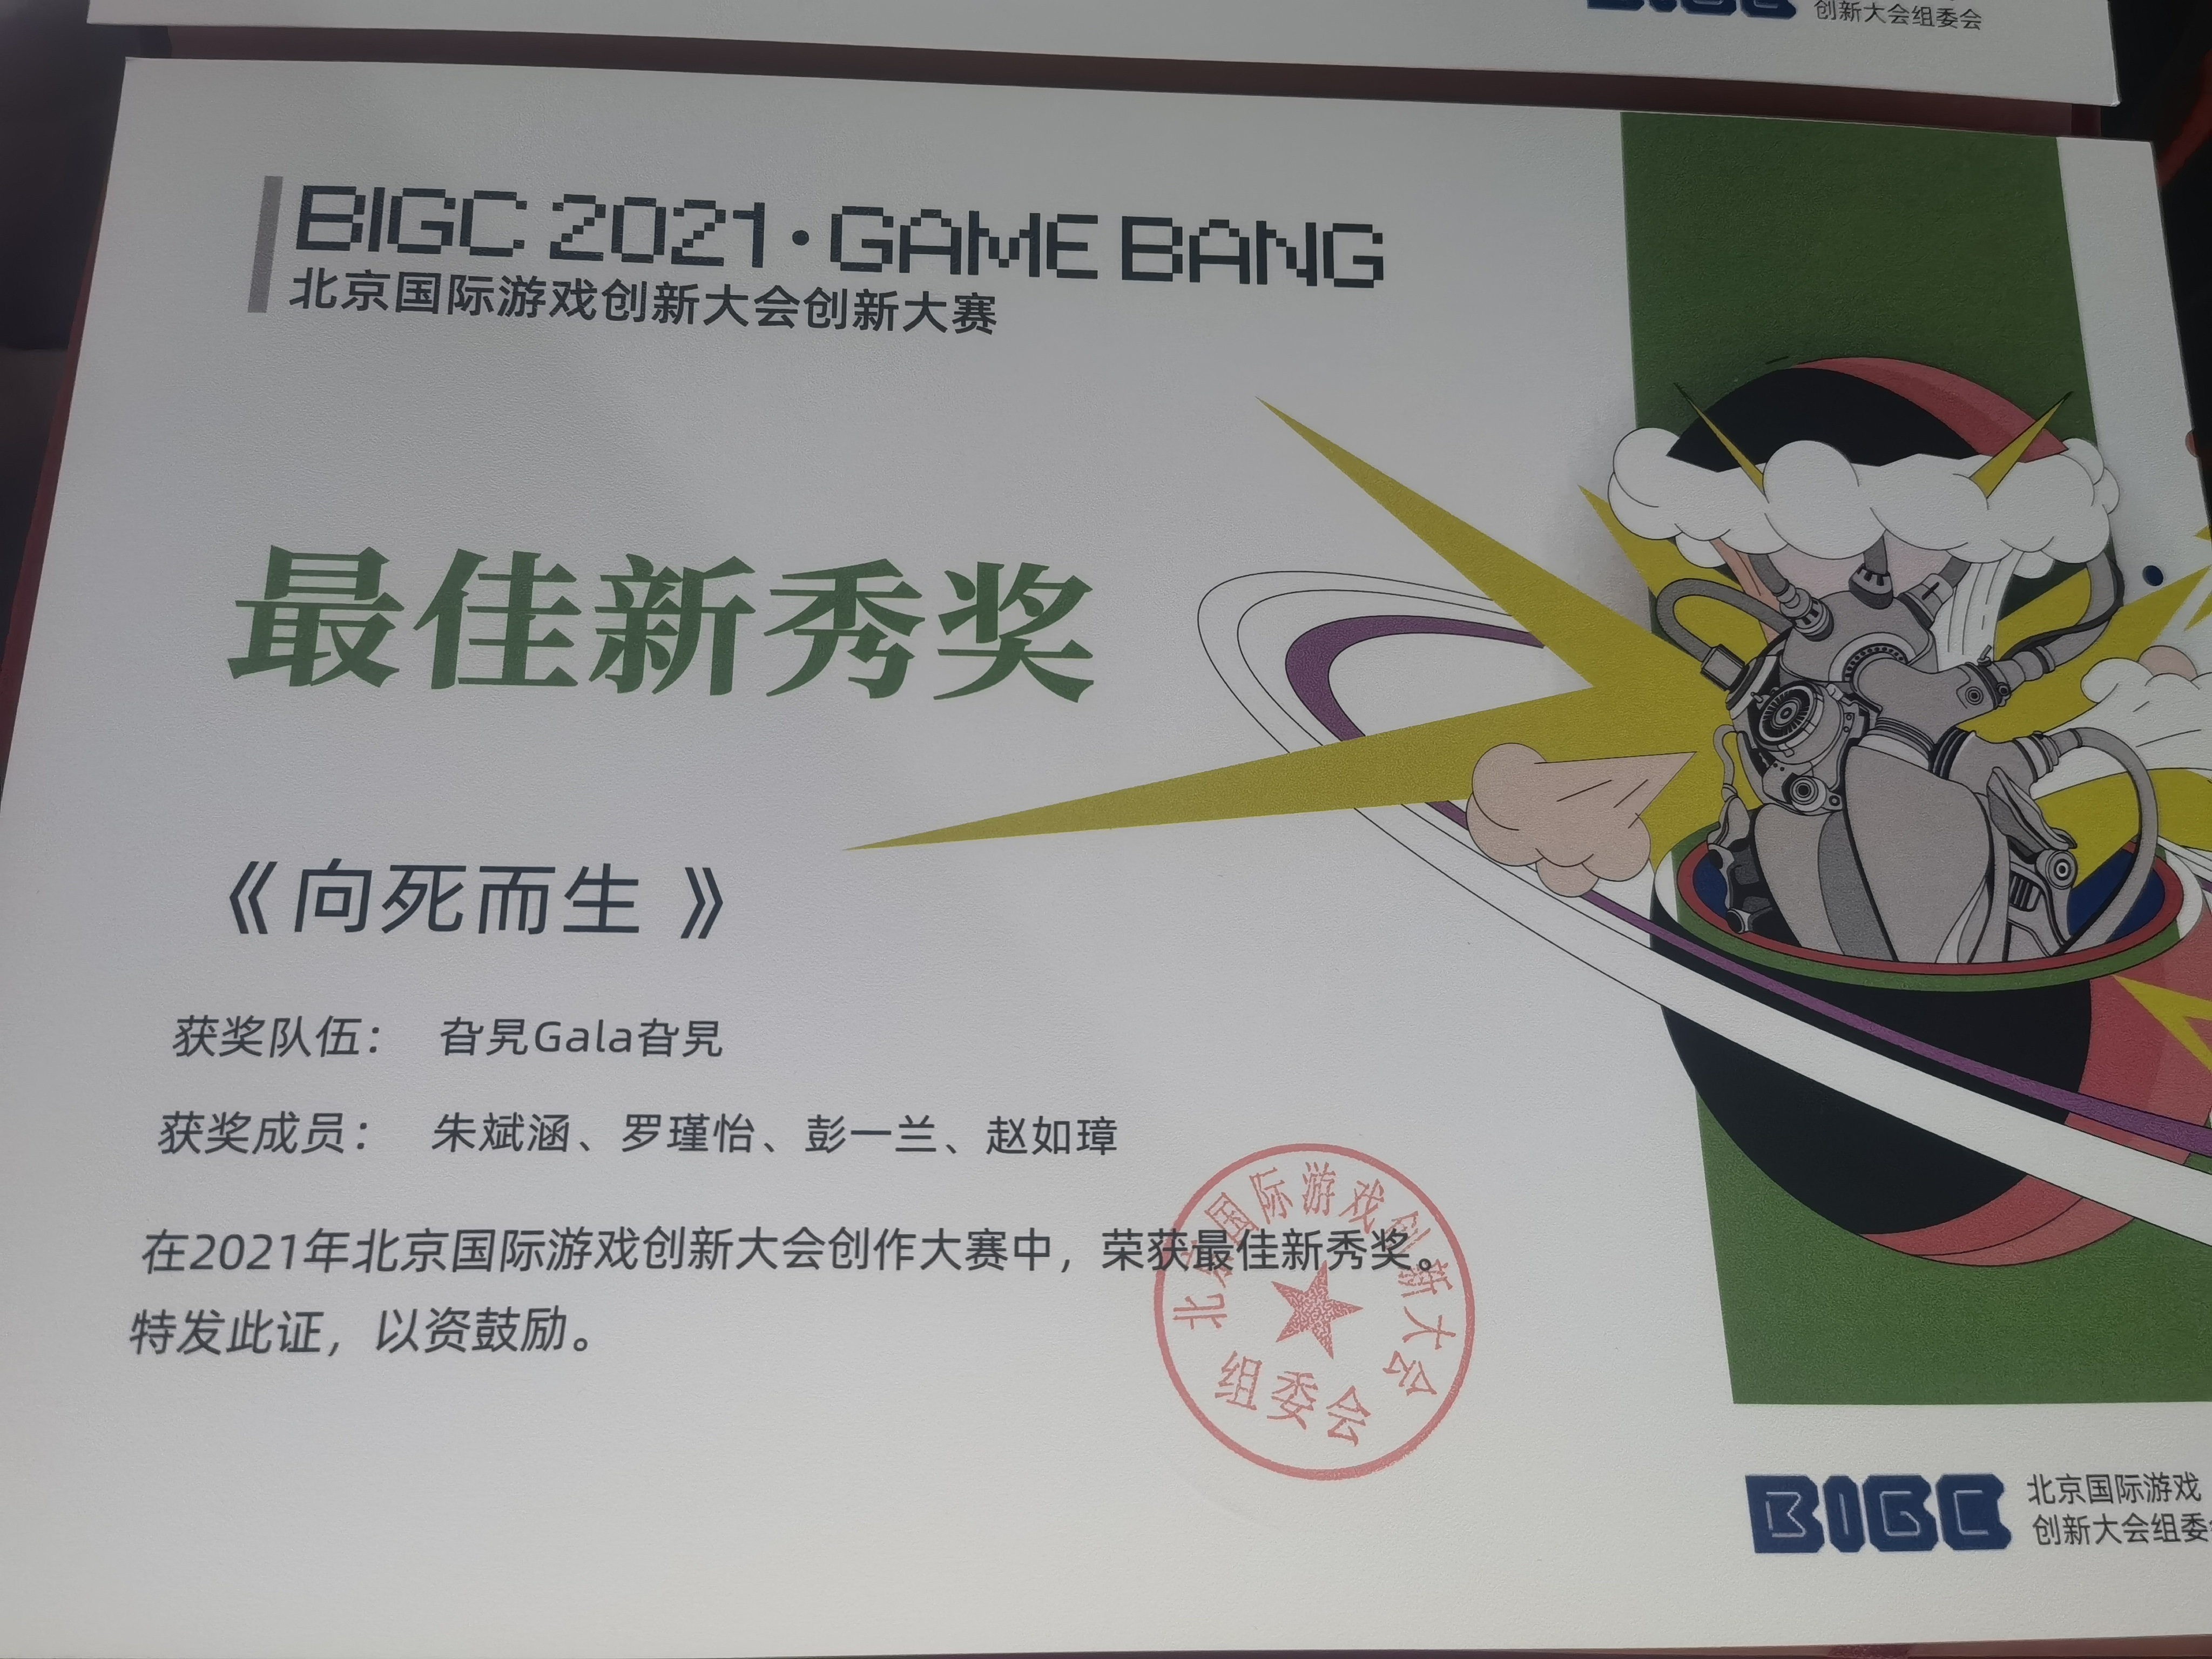 创新大会组委会
BIGC 2021·GAME BANG
北京国际游戏创新大会创新大赛
最佳新秀奖
《向死而生 》
获奖队伍： 旮旯Gala旮旯
获奖成员： 朱斌涵、罗瑾怡、彭一兰、赵如璋
在2021年北京国际游戏创新大会创作大赛中，荣获最佳新秀奖。
特发此证，以资鼓励。
北京国际游戏创新大会
组委会
BIGC
北京国际游戏
创新大会组委